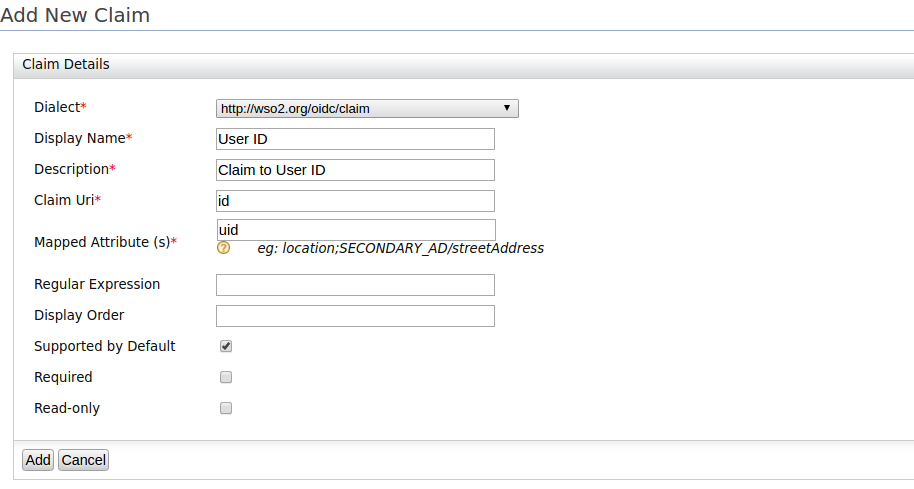 Add New Claim
Claim Details
Dialect* http://wso2.org/oidc/claim
Display Name* User ID
Description* Claim to User ID
Claim Uri* id
Mapped Attribute (s)* uid
? eg: location;SECONDARY_AD/streetAddress
Regular Expression
Display Order
Supported by Default
Required
Read-only
Add Cancel